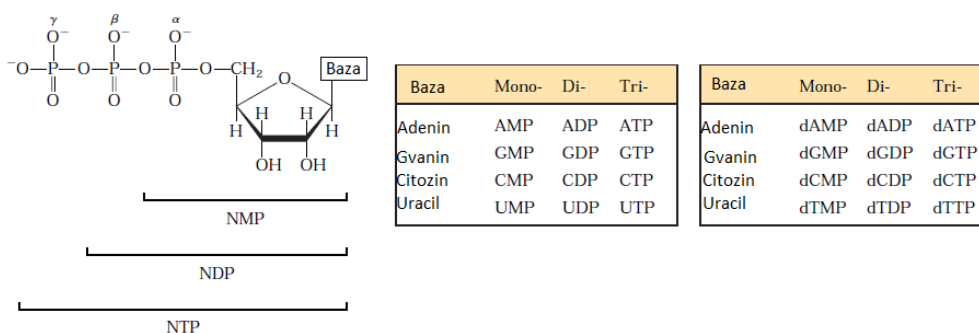 γ β α
O⁻ O⁻ O⁻
⁻O—P—O—P—O—P—O—CH₂ O Baza
O O O
H H H H
OH OH
NMP
NDP
NTP
Baza Mono- Di- Tri-
Adenin AMP ADP ATP
Gvanin GMP GDP GTP
Citozin CMP CDP CTP
Uracil UMP UDP UTP
Baza Mono- Di- Tri-
Adenin dAMP dADP dATP
Gvanin dGMP dGDP dGTP
Citozin dCMP dCDP dCTP
Uracil dTMP dTDP dTTP